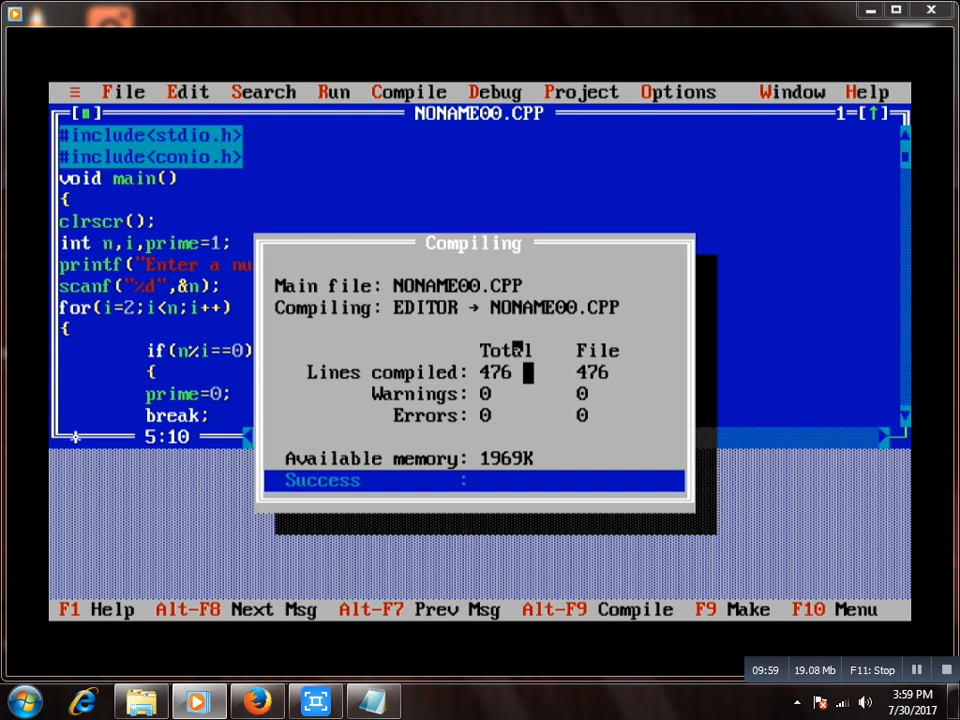 ≡ File Edit Search Run Compile Debug Project Options Window Help
[■] NONAME00.CPP 1=[↑]
#include<stdio.h>
#include<conio.h>
void main()
{
clrscr();
int n,i,prime=1;
printf("Enter a nu
scanf("%d",&n);
for(i=2;i<n;i++)
{
if(n%i==0)
{
prime=0;
break;
5:10
Compiling
Main file: NONAME00.CPP
Compiling: EDITOR → NONAME00.CPP
Total File
Lines compiled: 476 476
Warnings: 0 0
Errors: 0 0
Available memory: 1969K
Success :
F1 Help Alt-F8 Next Msg Alt-F7 Prev Msg Alt-F9 Compile F9 Make F10 Menu
09:59 19.08 Mb F11: Stop
3:59 PM
7/30/2017